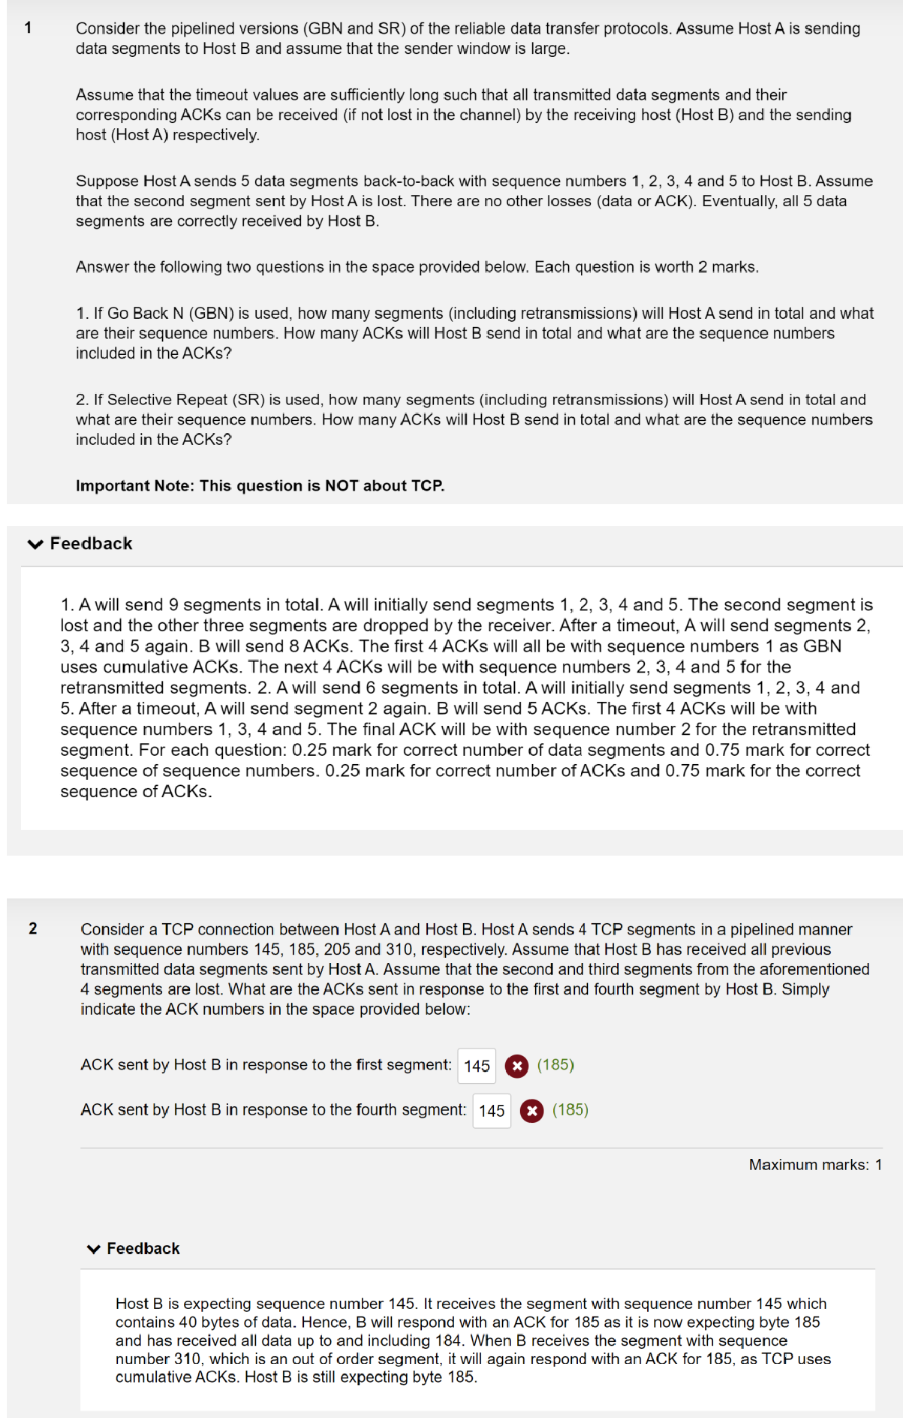 1
Consider the pipelined versions (GBN and SR) of the reliable data transfer protocols. Assume Host A is sending
data segments to Host B and assume that the sender window is large.
Assume that the timeout values are sufficiently long such that all transmitted data segments and their
corresponding ACKs can be received (if not lost in the channel) by the receiving host (Host B) and the sending
host (Host A) respectively.
Suppose Host A sends 5 data segments back-to-back with sequence numbers 1, 2, 3, 4 and 5 to Host B. Assume
that the second segment sent by Host A is lost. There are no other losses (data or ACK). Eventually, all 5 data
segments are correctly received by Host B.
Answer the following two questions in the space provided below. Each question is worth 2 marks.
1. If Go Back N (GBN) is used, how many segments (including retransmissions) will Host A send in total and what
are their sequence numbers. How many ACKs will Host B send in total and what are the sequence numbers
included in the ACKs?
2. If Selective Repeat (SR) is used, how many segments (including retransmissions) will Host A send in total and
what are their sequence numbers. How many ACKs will Host B send in total and what are the sequence numbers
included in the ACKs?
Important Note: This question is NOT about TCP.
Feedback
1. A will send 9 segments in total. A will initially send segments 1, 2, 3, 4 and 5. The second segment is
lost and the other three segments are dropped by the receiver. After a timeout, A will send segments 2,
3, 4 and 5 again. B will send 8 ACKs. The first 4 ACKs will all be with sequence numbers 1 as GBN
uses cumulative ACKs. The next 4 ACKs will be with sequence numbers 2, 3, 4 and 5 for the
retransmitted segments. 2. A will send 6 segments in total. A will initially send segments 1, 2, 3, 4 and
5. After a timeout, A will send segment 2 again. B will send 5 ACKs. The first 4 ACKs will be with
sequence numbers 1, 3, 4 and 5. The final ACK will be with sequence number 2 for the retransmitted
segment. For each question: 0.25 mark for correct number of data segments and 0.75 mark for correct
sequence of sequence numbers. 0.25 mark for correct number of ACKs and 0.75 mark for the correct
sequence of ACKs.
2
Consider a TCP connection between Host A and Host B. Host A sends 4 TCP segments in a pipelined manner
with sequence numbers 145, 185, 205 and 310, respectively. Assume that Host B has received all previous
transmitted data segments sent by Host A. Assume that the second and third segments from the aforementioned
4 segments are lost. What are the ACKs sent in response to the first and fourth segment by Host B. Simply
indicate the ACK numbers in the space provided below:
ACK sent by Host B in response to the first segment: 145 (185)
ACK sent by Host B in response to the fourth segment: 145 (185)
Maximum marks: 1
Feedback
Host B is expecting sequence number 145. It receives the segment with sequence number 145 which
contains 40 bytes of data. Hence, B will respond with an ACK for 185 as it is now expecting byte 185
and has received all data up to and including 184. When B receives the segment with sequence
number 310, which is an out of order segment, it will again respond with an ACK for 185, as TCP uses
cumulative ACKs. Host B is still expecting byte 185.